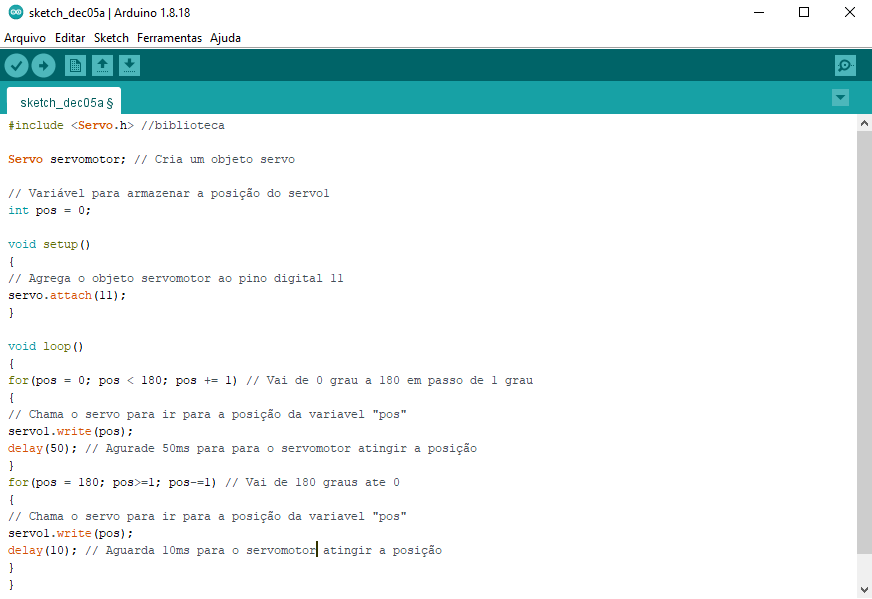 sketch_dec05a | Arduino 1.8.18
Arquivo Editar Sketch Ferramentas Ajuda
sketch_dec05a §
#include <Servo.h> //biblioteca
Servo servomotor; // Cria um objeto servo
// Variável para armazenar a posição do servo1
int pos = 0;
void setup()
{
// Agrega o objeto servomotor ao pino digital 11
servo.attach(11);
}
void loop()
{
for(pos = 0; pos < 180; pos += 1) // Vai de 0 grau a 180 em passo de 1 grau
{
// Chama o servo para ir para a posição da variavel "pos"
servo1.write(pos);
delay(50); // Agurade 50ms para para o servomotor atingir a posição
}
for(pos = 180; pos>=1; pos-=1) // Vai de 180 graus ate 0
{
// Chama o servo para ir para a posição da variavel "pos"
servo1.write(pos);
delay(10); // Aguarda 10ms para o servomotor atingir a posição
}
}